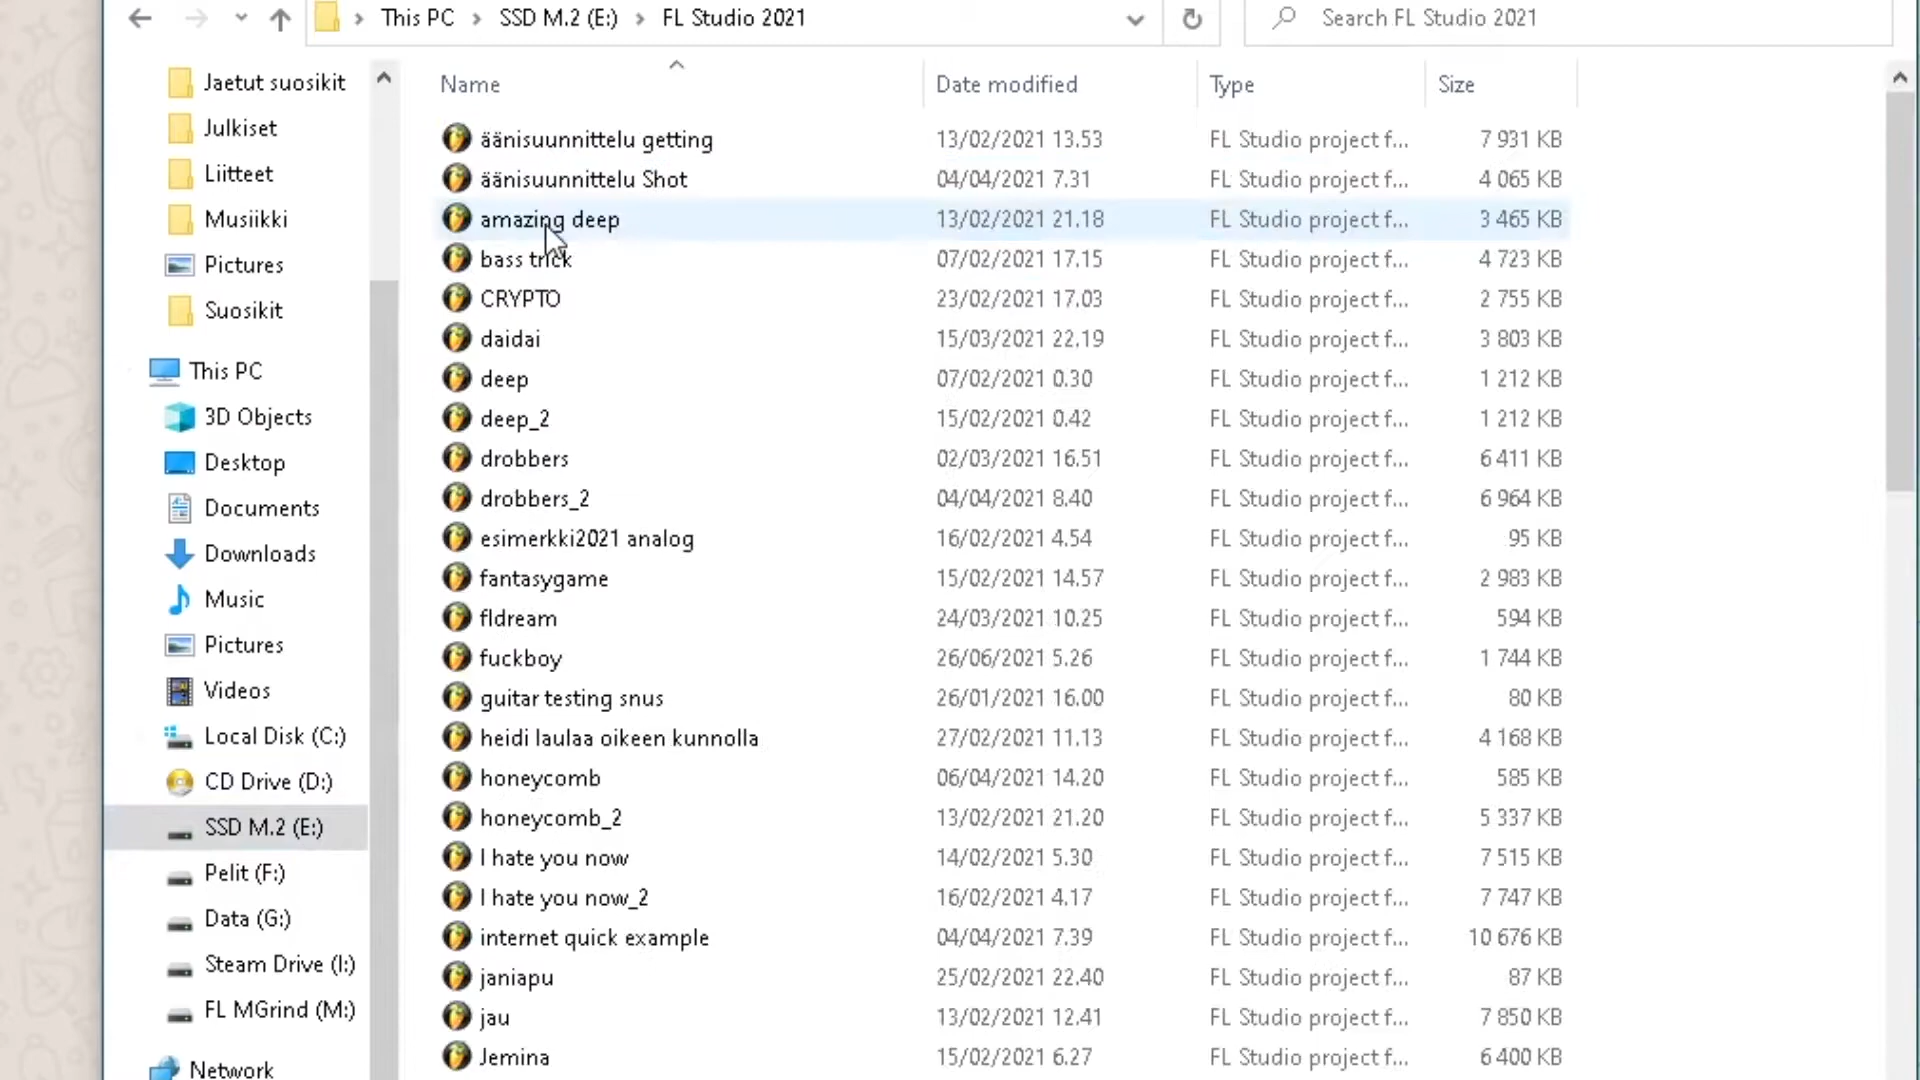 This PC > SSD M.2 (E:) > FL Studio 2021
Search FL Studio 2021
Jaetut suosikit
Julkiset
Liitteet
Musiikki
Pictures
Suosikit
This PC
3D Objects
Desktop
Documents
Downloads
Music
Pictures
Videos
Local Disk (C:)
CD Drive (D:)
SSD M.2 (E:)
Pelit (F:)
Data (G:)
Steam Drive (I:)
FL MGrind (M:)
Network
Name Date modified Type Size
äänisuunnittelu getting 13/02/2021 13.53 FL Studio project f... 7 931 KB
äänisuunnittelu Shot 04/04/2021 7.31 FL Studio project f... 4 065 KB
amazing deep 13/02/2021 21.18 FL Studio project f... 3 465 KB
bass trick 07/02/2021 17.15 FL Studio project f... 4 723 KB
CRYPTO 23/02/2021 17.03 FL Studio project f... 2 755 KB
daidai 15/03/2021 22.19 FL Studio project f... 3 803 KB
deep 07/02/2021 0.30 FL Studio project f... 1 212 KB
deep_2 15/02/2021 0.42 FL Studio project f... 1 212 KB
drobbers 02/03/2021 16.51 FL Studio project f... 6 411 KB
drobbers_2 04/04/2021 8.40 FL Studio project f... 6 964 KB
esimerkki2021 analog 16/02/2021 4.54 FL Studio project f... 95 KB
fantasygame 15/02/2021 14.57 FL Studio project f... 2 983 KB
fldream 24/03/2021 10.25 FL Studio project f... 594 KB
fuckboy 26/06/2021 5.26 FL Studio project f... 1 744 KB
guitar testing snus 26/01/2021 16.00 FL Studio project f... 80 KB
heidi laulaa oikeen kunnolla 27/02/2021 11.13 FL Studio project f... 4 168 KB
honeycomb 06/04/2021 14.20 FL Studio project f... 585 KB
honeycomb_2 13/02/2021 21.20 FL Studio project f... 5 337 KB
I hate you now 14/02/2021 5.30 FL Studio project f... 7 515 KB
I hate you now_2 16/02/2021 4.17 FL Studio project f... 7 747 KB
internet quick example 04/04/2021 7.39 FL Studio project f... 10 676 KB
janiapu 25/02/2021 22.40 FL Studio project f... 87 KB
jau 13/02/2021 12.41 FL Studio project f... 7 850 KB
Jemina 15/02/2021 6.27 FL Studio project f... 6 400 KB